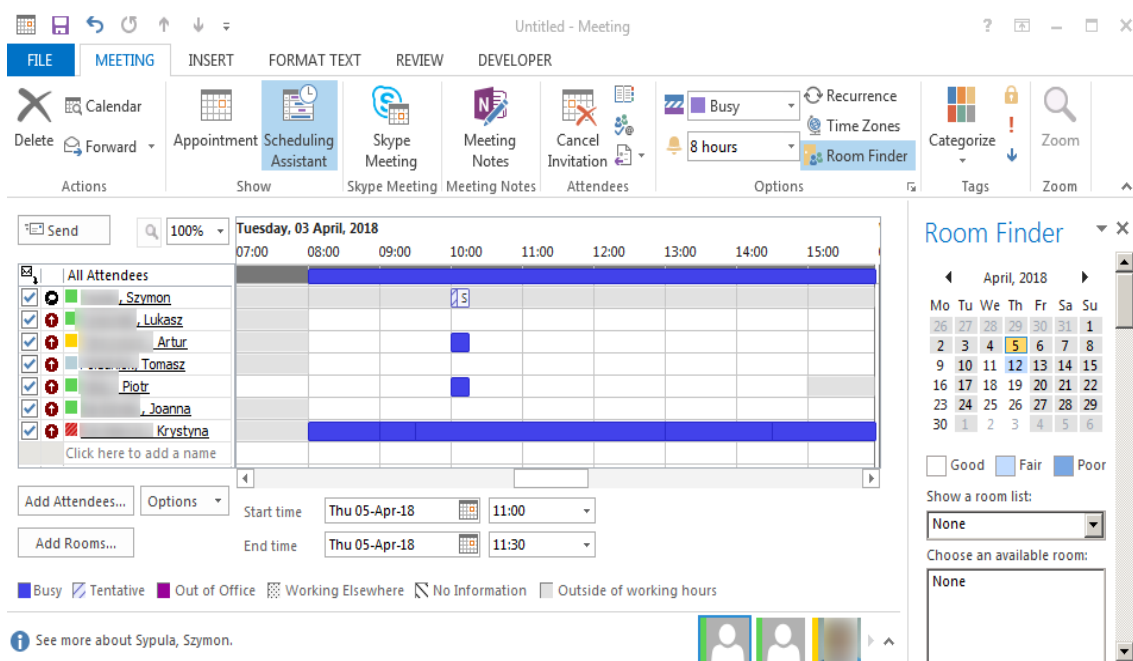 Untitled - Meeting
FILE MEETING INSERT FORMAT TEXT REVIEW DEVELOPER
Delete
Calendar
Forward
Actions
Appointment
Scheduling Assistant
Show
Skype Meeting
Skype Meeting
Meeting Notes
Meeting Notes
Cancel Invitation
Attendees
Busy
8 hours
Recurrence
Time Zones
Room Finder
Options
Categorize
Tags
Zoom
Zoom
Send
100%
Tuesday, 03 April, 2018
07:00 08:00 09:00 10:00 11:00 12:00 13:00 14:00 15:00
All Attendees
, Szymon
S
, Lukasz
Artur
, Tomasz
Piotr
, Joanna
Krystyna
Click here to add a name
Add Attendees... Options
Add Rooms...
Start time Thu 05-Apr-18 11:00
End time Thu 05-Apr-18 11:30
Busy Tentative Out of Office Working Elsewhere No Information Outside of working hours
See more about Sypula, Szymon.
Room Finder
April, 2018
Mo Tu We Th Fr Sa Su
26 27 28 29 30 31 1
2 3 4 5 6 7 8
9 10 11 12 13 14 15
16 17 18 19 20 21 22
23 24 25 26 27 28 29
30 1 2 3 4 5 6
Good Fair Poor
Show a room list:
None
Choose an available room:
None